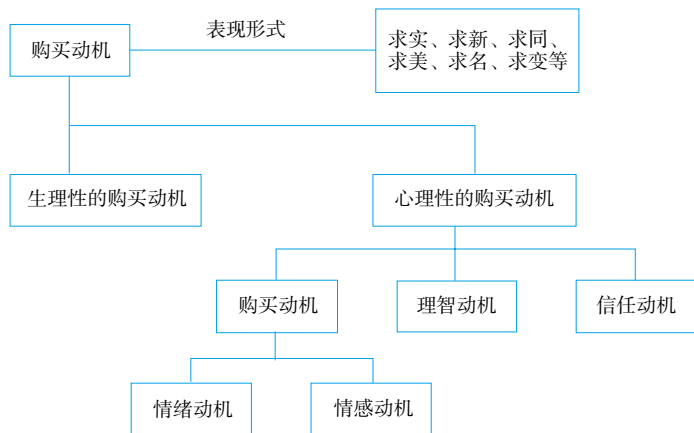 表现形式
购买动机
求实、求新、求同、
求美、求名、求变等
生理性的购买动机
心理性的购买动机
购买动机
理智动机
信任动机
情绪动机
情感动机